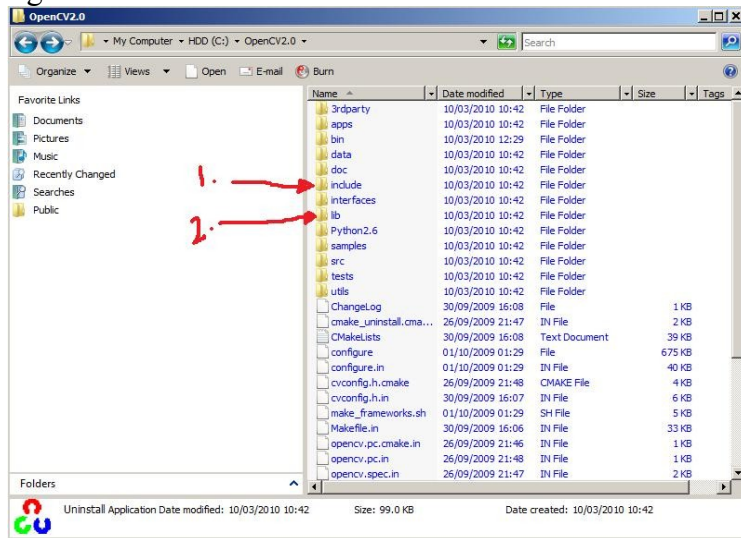 OpenCV2.0
My Computer HDD (C:) OpenCV2.0
Search
Organize Views Open E-mail Burn
Favorite Links
Documents
Pictures
Music
Recently Changed
Searches
Public
Folders
Name Date modified Type Size Tags
3rdparty 10/03/2010 10:42 File Folder
apps 10/03/2010 10:42 File Folder
bin 10/03/2010 12:29 File Folder
data 10/03/2010 10:42 File Folder
doc 10/03/2010 10:42 File Folder
1. include 10/03/2010 10:42 File Folder
interfaces 10/03/2010 10:42 File Folder
2. lib 10/03/2010 10:42 File Folder
Python2.6 10/03/2010 10:42 File Folder
samples 10/03/2010 10:42 File Folder
src 10/03/2010 10:42 File Folder
tests 10/03/2010 10:42 File Folder
utils 10/03/2010 10:42 File Folder
ChangeLog 30/09/2009 16:08 File 1 KB
cmake_uninstall.cma... 26/09/2009 21:47 IN File 2 KB
CMakeLists 30/09/2009 16:08 Text Document 39 KB
configure 01/10/2009 01:29 File 675 KB
configure.in 01/10/2009 01:29 IN File 40 KB
cvconfig.h.cmake 26/09/2009 21:48 CMAKE File 4 KB
cvconfig.h.in 30/09/2009 16:07 IN File 6 KB
make_frameworks.sh 01/10/2009 01:29 SH File 5 KB
Makefile.in 30/09/2009 16:06 IN File 33 KB
opencv.pc.cmake.in 26/09/2009 21:46 IN File 1 KB
opencv.pc.in 26/09/2009 21:48 IN File 1 KB
opencv.spec.in 26/09/2009 21:47 IN File 2 KB
Uninstall Application Date modified: 10/03/2010 10:42 Size: 99.0 KB Date created: 10/03/2010 10:42